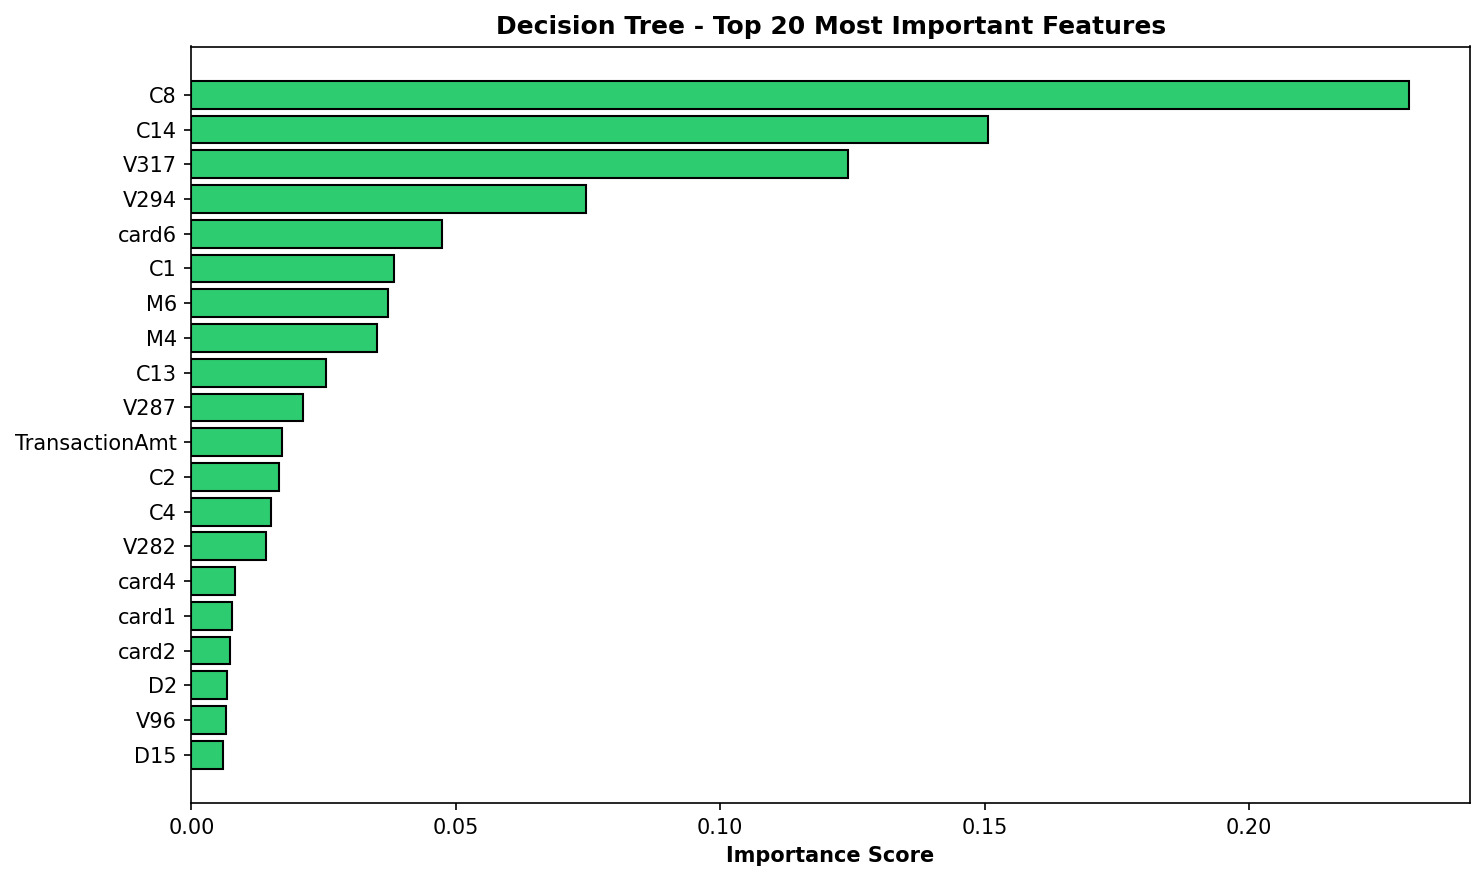 Decision Tree - Top 20 Most Important Features
C8
C14
V317
V294
card6
C1
M6
M4
C13
V287
TransactionAmt
C2
C4
V282
card4
card1
card2
D2
V96
D15
0.00 0.05 0.10 0.15 0.20
Importance Score